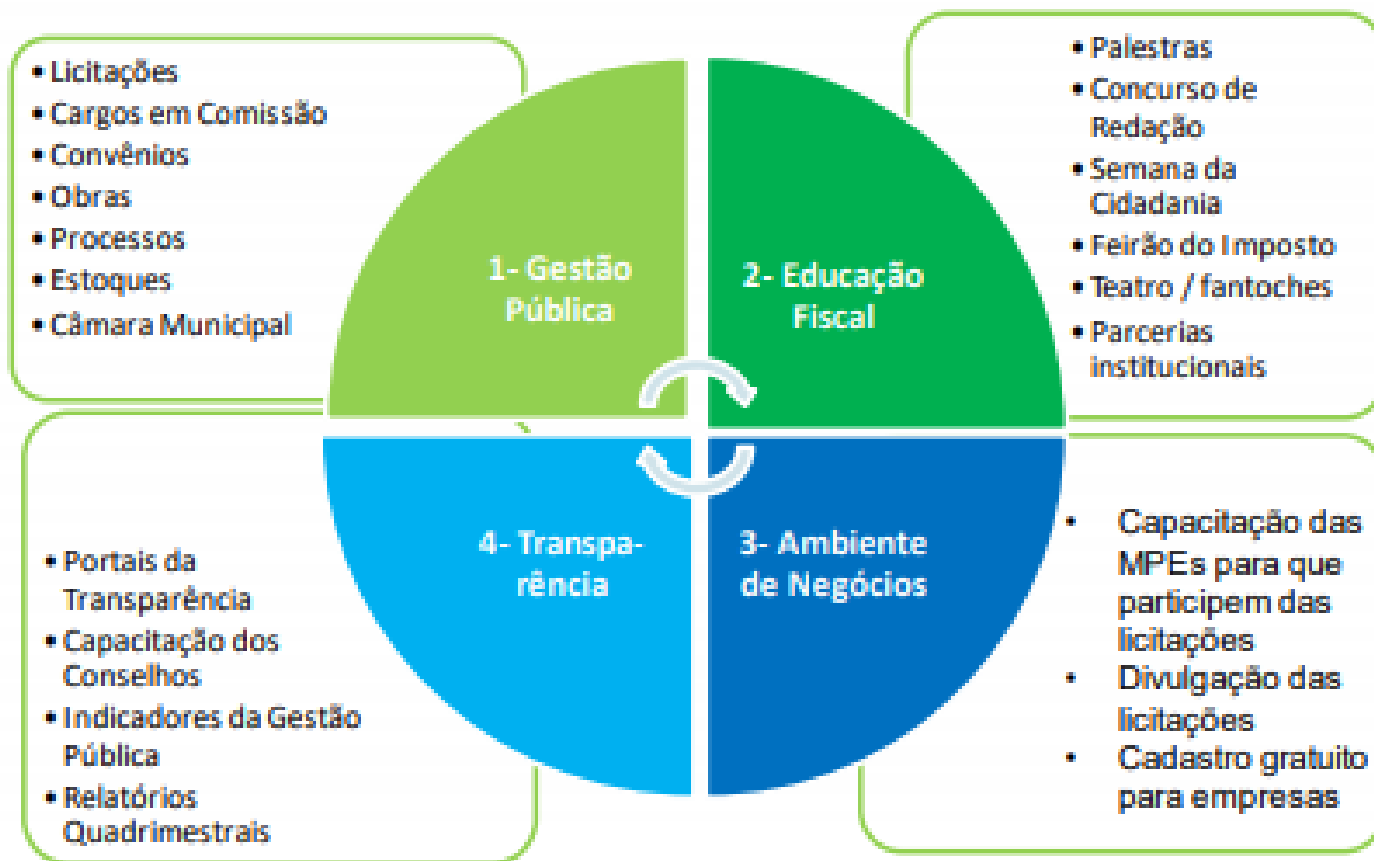 • Licitações
• Cargos em Comissão
• Convênios
• Obras
• Processos
• Estoques
• Câmara Municipal
1- Gestão
Pública
2- Educação
Fiscal
• Palestras
• Concurso de
Redação
• Semana da
Cidadania
• Feirão do Imposto
• Teatro / fantoches
• Parcerias
institucionais
• Portais da
Transparência
• Capacitação dos
Conselhos
• Indicadores da Gestão
Pública
• Relatórios
Quadrimestrais
4- Transpa-
rência
3- Ambiente
de Negócios
• Capacitação das
MPEs para que
participem das
licitações
• Divulgação das
licitações
• Cadastro gratuito
para empresas